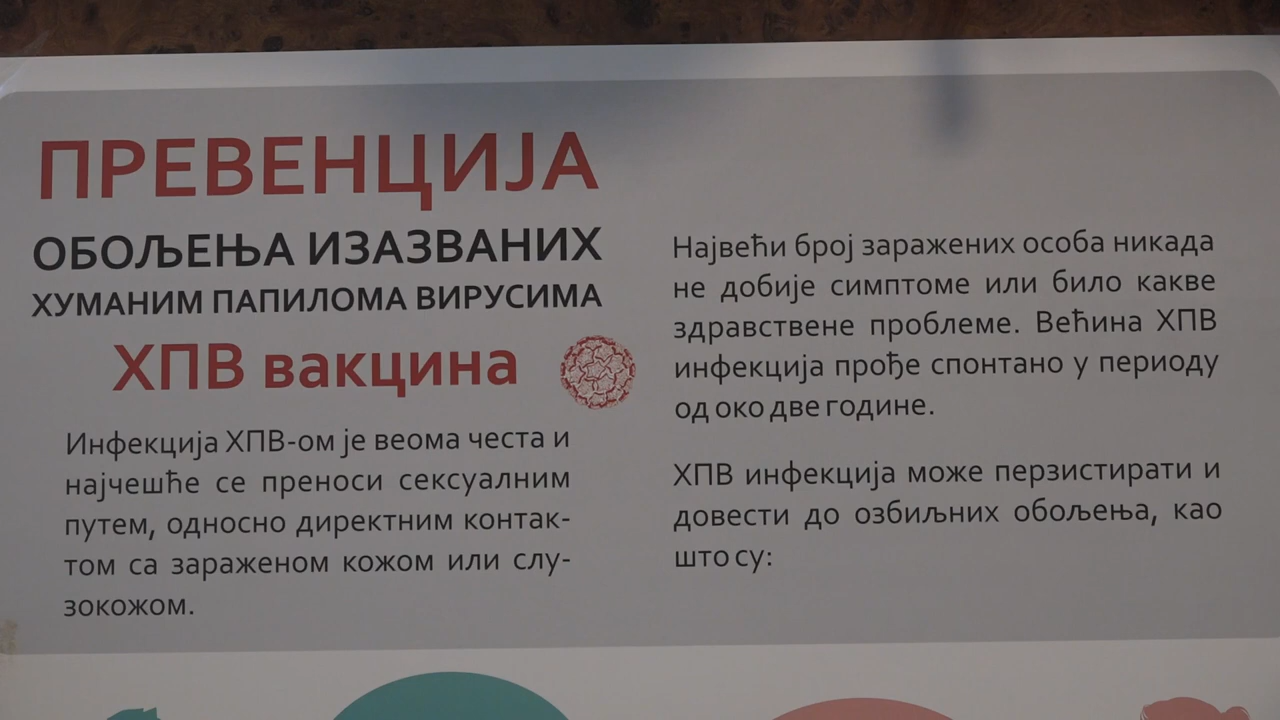 ПРЕВЕНЦИЈА
ОБОЉЕЊА ИЗАЗВАНИХ
ХУМАНИМ ПАПИЛОМА ВИРУСИМА
ХПВ вакцина
Инфекција ХПВ-ом је веома честа и
најчешће се преноси сексуалним
путем, односно директним контак-
том са зараженом кожом или слу-
зокожом.
Највећи број заражених особа никада
не добије симптоме или било какве
здравствене проблеме. Већина ХПВ
инфекција прође спонтано у периоду
од око две године.
ХПВ инфекција може перзистирати и
довести до озбиљних обољења, као
што су: